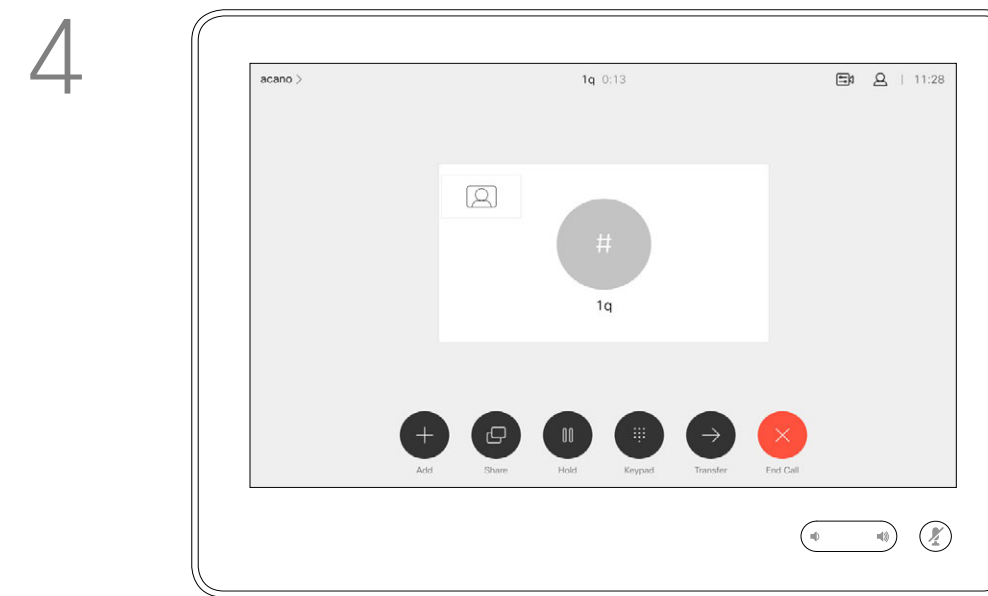 4
acano >
1q 0:13
| 11:28
#
1q
Add Share Hold Keypad Transfer End Call